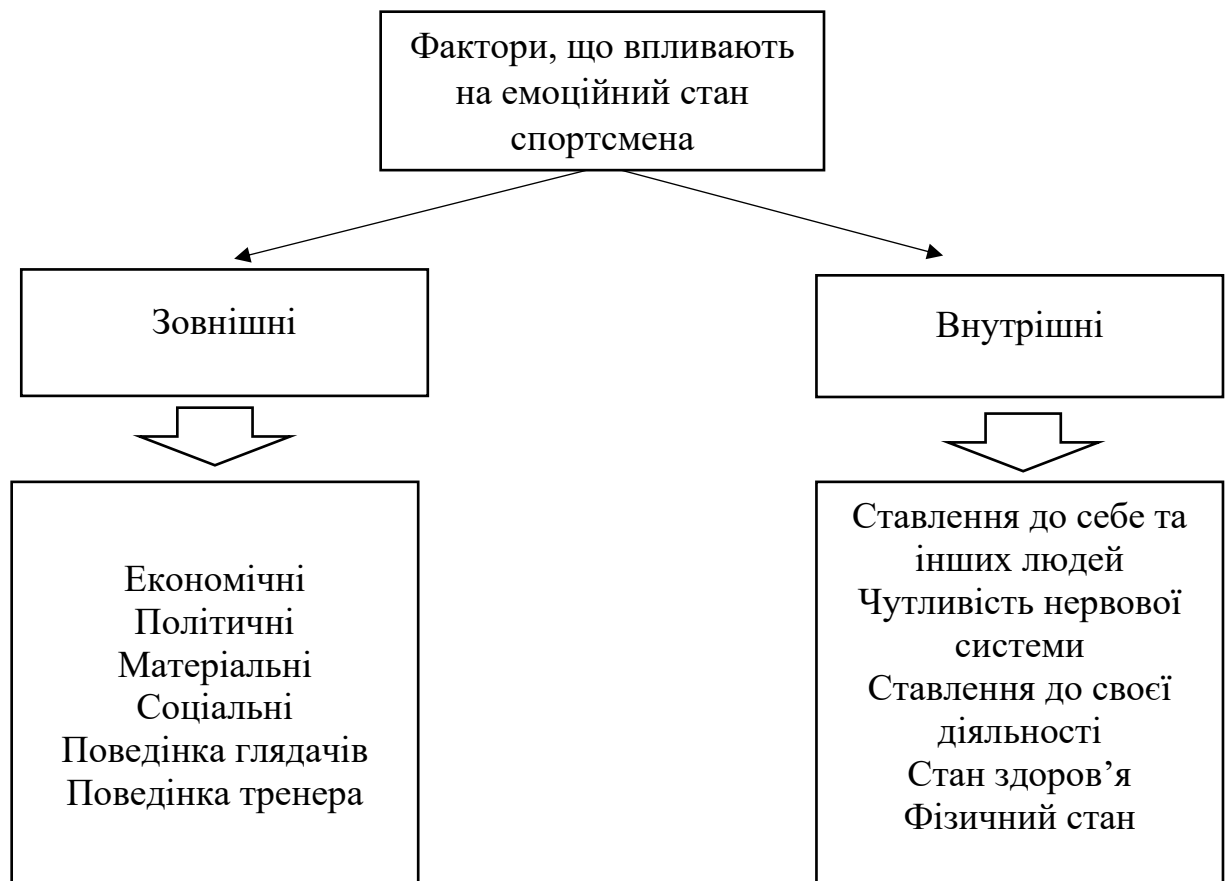 Фактори, що впливають
на емоційний стан
спортсмена
Зовнішні
Внутрішні
Економічні
Політичні
Матеріальні
Соціальні
Поведінка глядачів
Поведінка тренера
Ставлення до себе та
інших людей
Чутливість нервової
системи
Ставлення до своєї
діяльності
Стан здоров’я
Фізичний стан